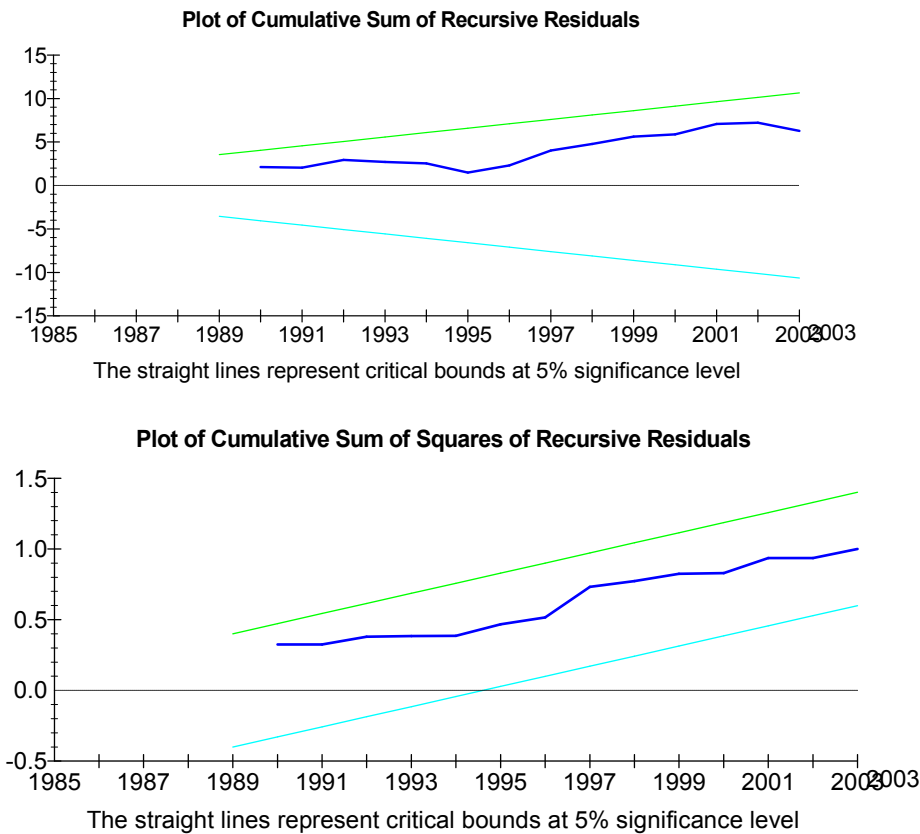 Plot of Cumulative Sum of Recursive Residuals
15
10
5
0
-5
-10
-15
1985 1987 1989 1991 1993 1995 1997 1999 2001 2003 2003
The straight lines represent critical bounds at 5% significance level
Plot of Cumulative Sum of Squares of Recursive Residuals
1.5
1.0
0.5
0.0
-0.5
1985 1987 1989 1991 1993 1995 1997 1999 2001 2003 2003
The straight lines represent critical bounds at 5% significance level